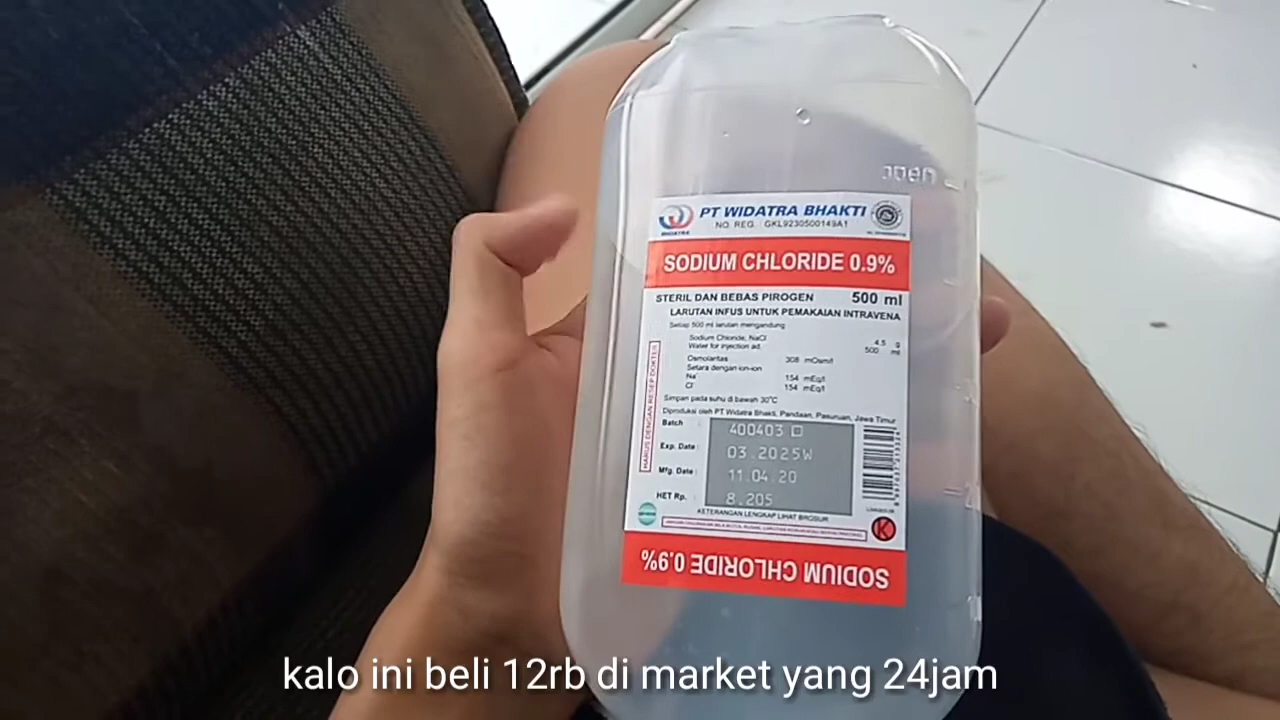 PT WIDATRA BHAKTI
WIDATRA
NO. REG. GKL9230500149A1
SODIUM CHLORIDE 0.9%
STERIL DAN BEBAS PIROGEN 500 ml
LARUTAN INFUS UNTUK PEMAKAIAN INTRAVENA
Setiap 500 ml larutan mengandung
Sodium Chloride, NaCl 4,5 g
Water for injection ad. 500 ml
Osmolaritas 308 mOsm/l
Setara dengan ion-ion
Na 154 mEq/l
Cl 154 mEq/l
Simpan pada suhu di bawah 30°C
Diproduksi oleh PT Widatra Bhakti, Pandaan, Pasuruan, Jawa Timur
HARUS DENGAN RESEP DOKTER
Batch 400403
Exp. Date : 03.2025W
Mfg. Date : 11.04.20
HET Rp. 8.205
KETERANGAN LENGKAP LIHAT BROSUR
K
SODIUM CHLORIDE 0.9%
kalo ini beli 12rb di market yang 24jam